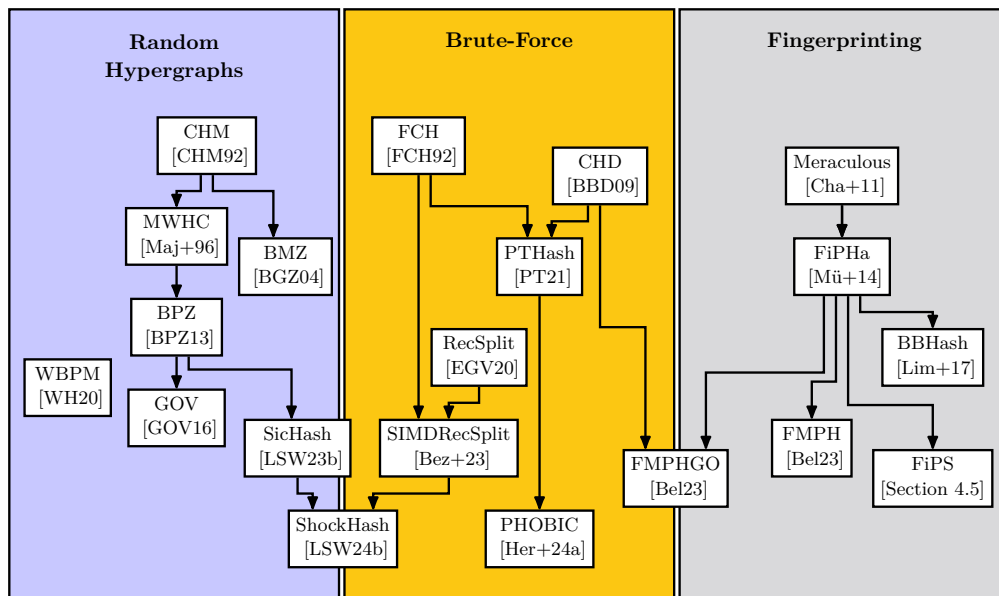 Random
Hypergraphs
Brute-Force
Fingerprinting
CHM
[CHM92]
MWHC
[Maj+96]
BMZ
[BGZ04]
BPZ
[BPZ13]
WBPM
[WH20]
GOV
[GOV16]
SicHash
[LSW23b]
ShockHash
[LSW24b]
FCH
[FCH92]
CHD
[BBD09]
PTHash
[PT21]
RecSplit
[EGV20]
SIMDRecSplit
[Bez+23]
PHOBIC
[Her+24a]
FMPHGO
[Bel23]
Meraculous
[Cha+11]
FiPHa
[Mü+14]
BBHash
[Lim+17]
FMPH
[Bel23]
FiPS
[Section 4.5]